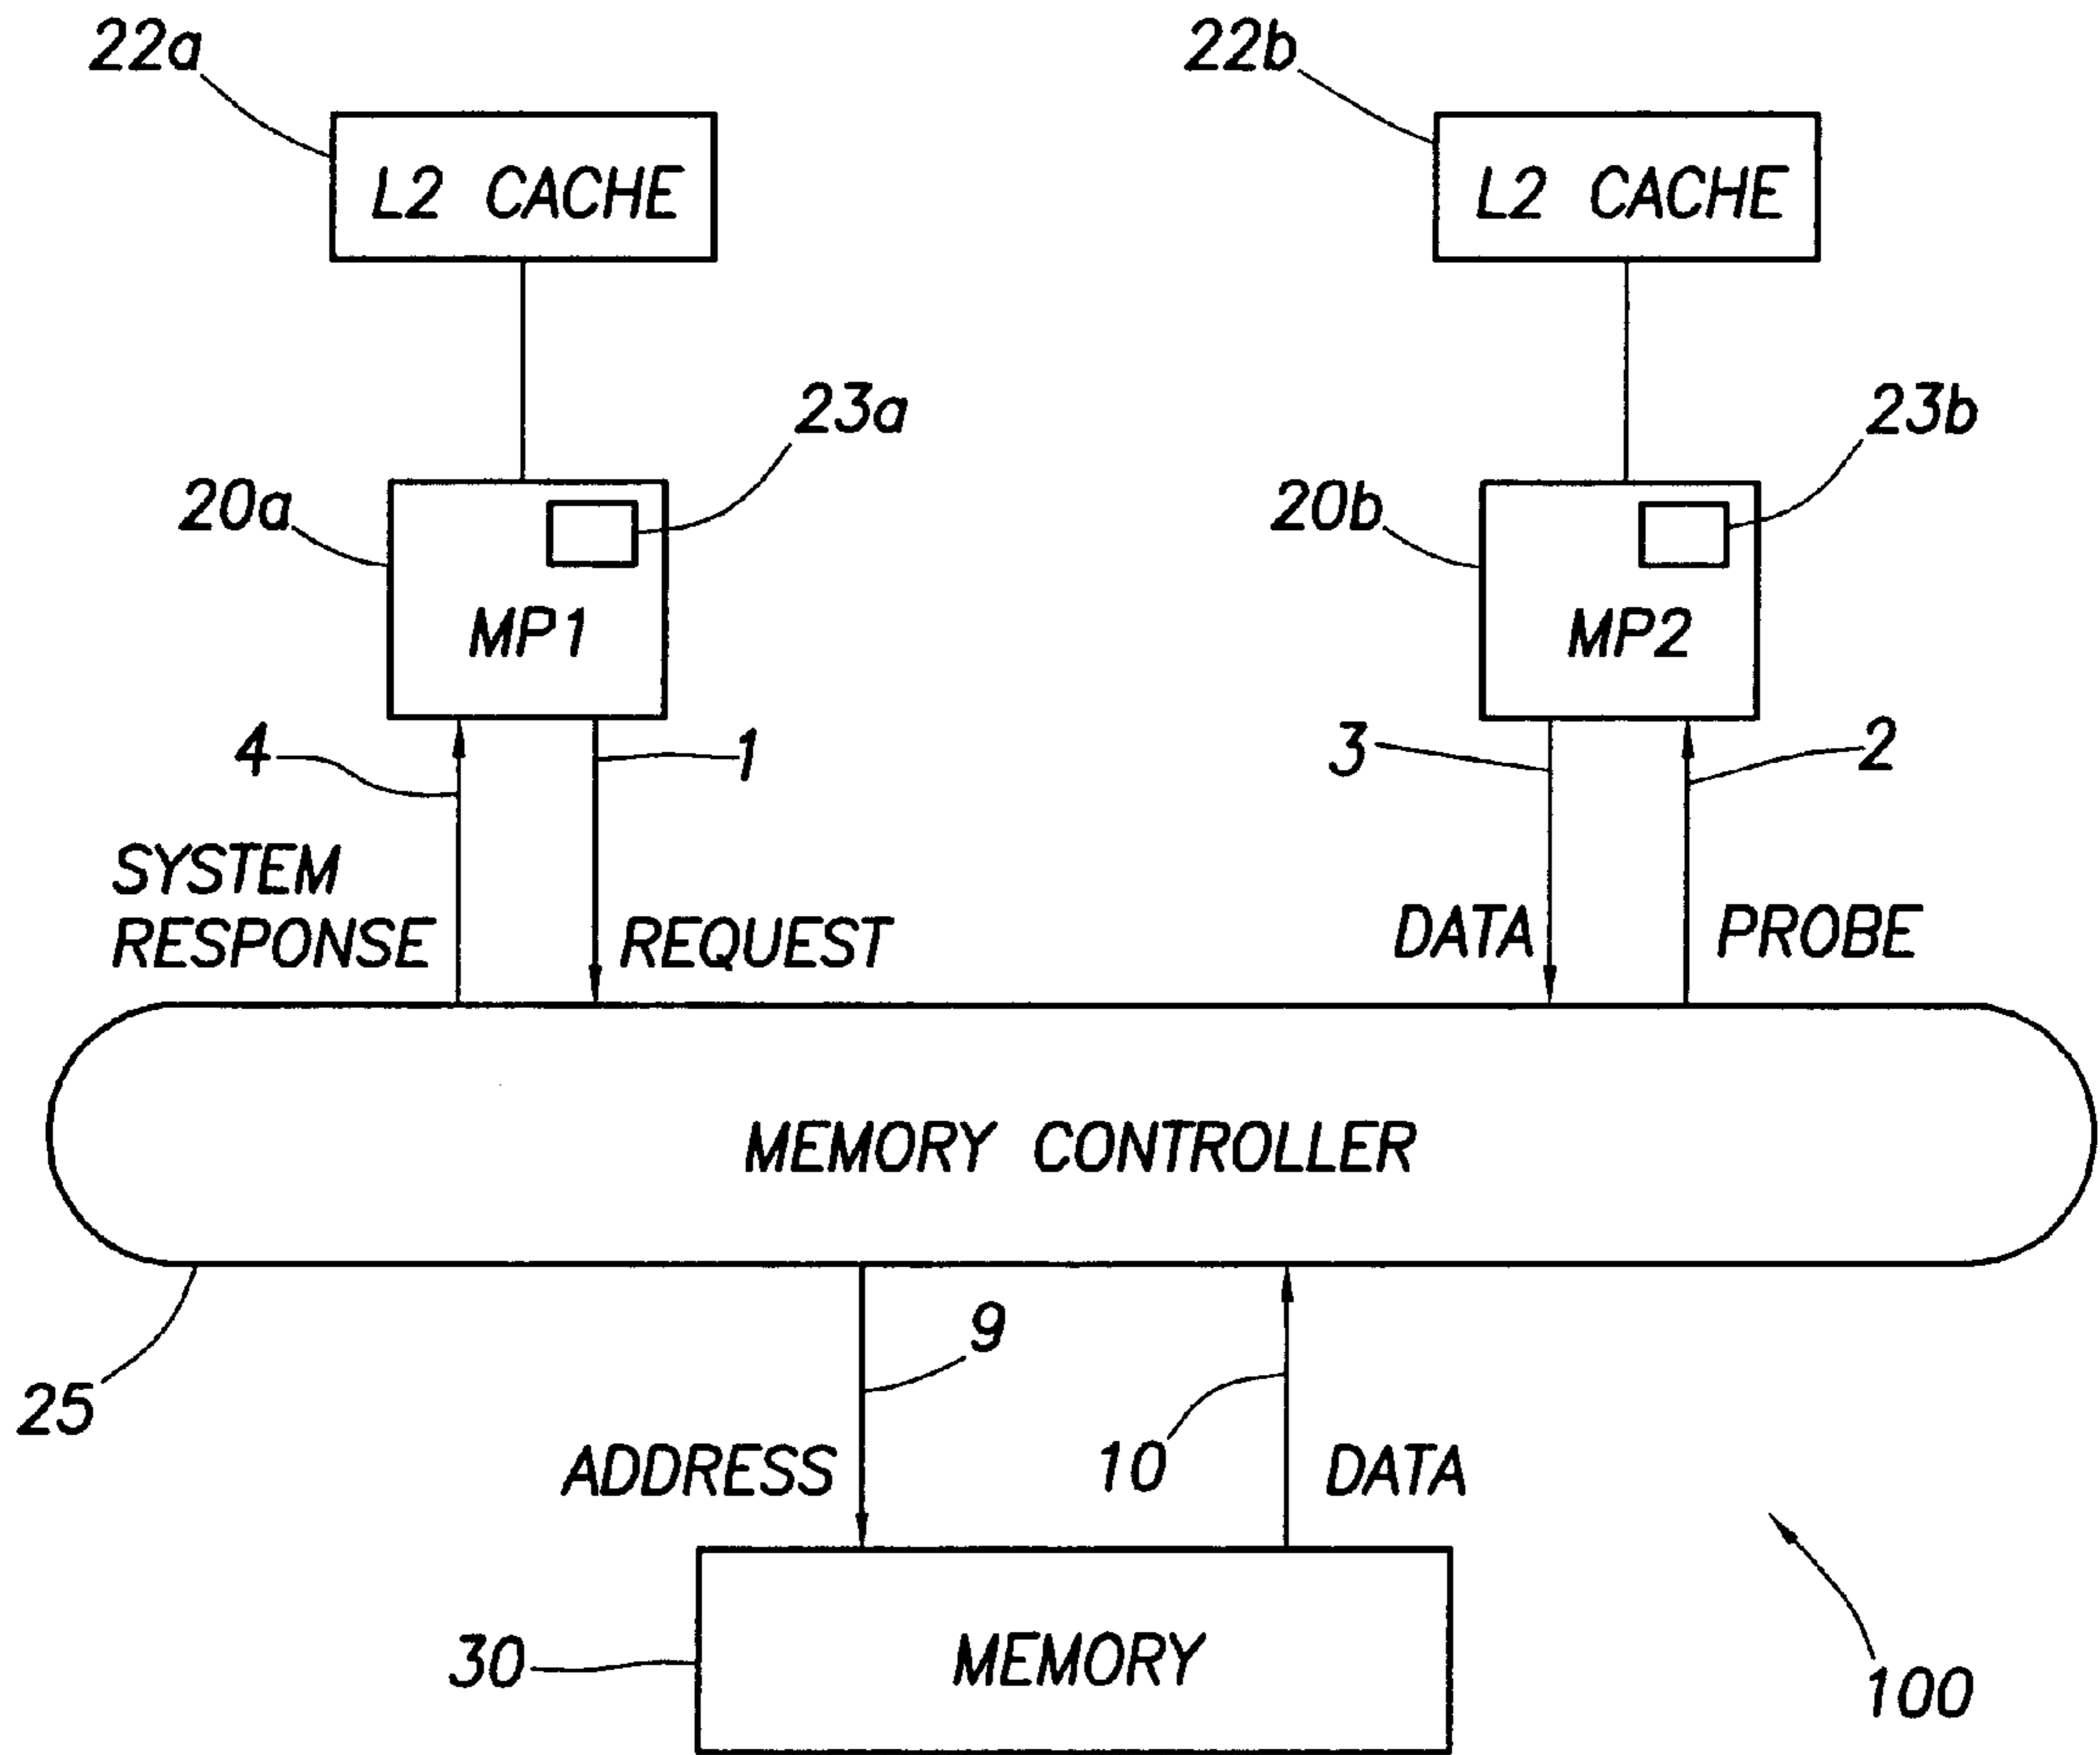 22a
22b
L2 CACHE
L2 CACHE
23a
23b
20a
20b
MP1
MP2
4
1
3
2
SYSTEM
RESPONSE
REQUEST
DATA
PROBE
MEMORY CONTROLLER
9
25
10
ADDRESS
DATA
30
MEMORY
100